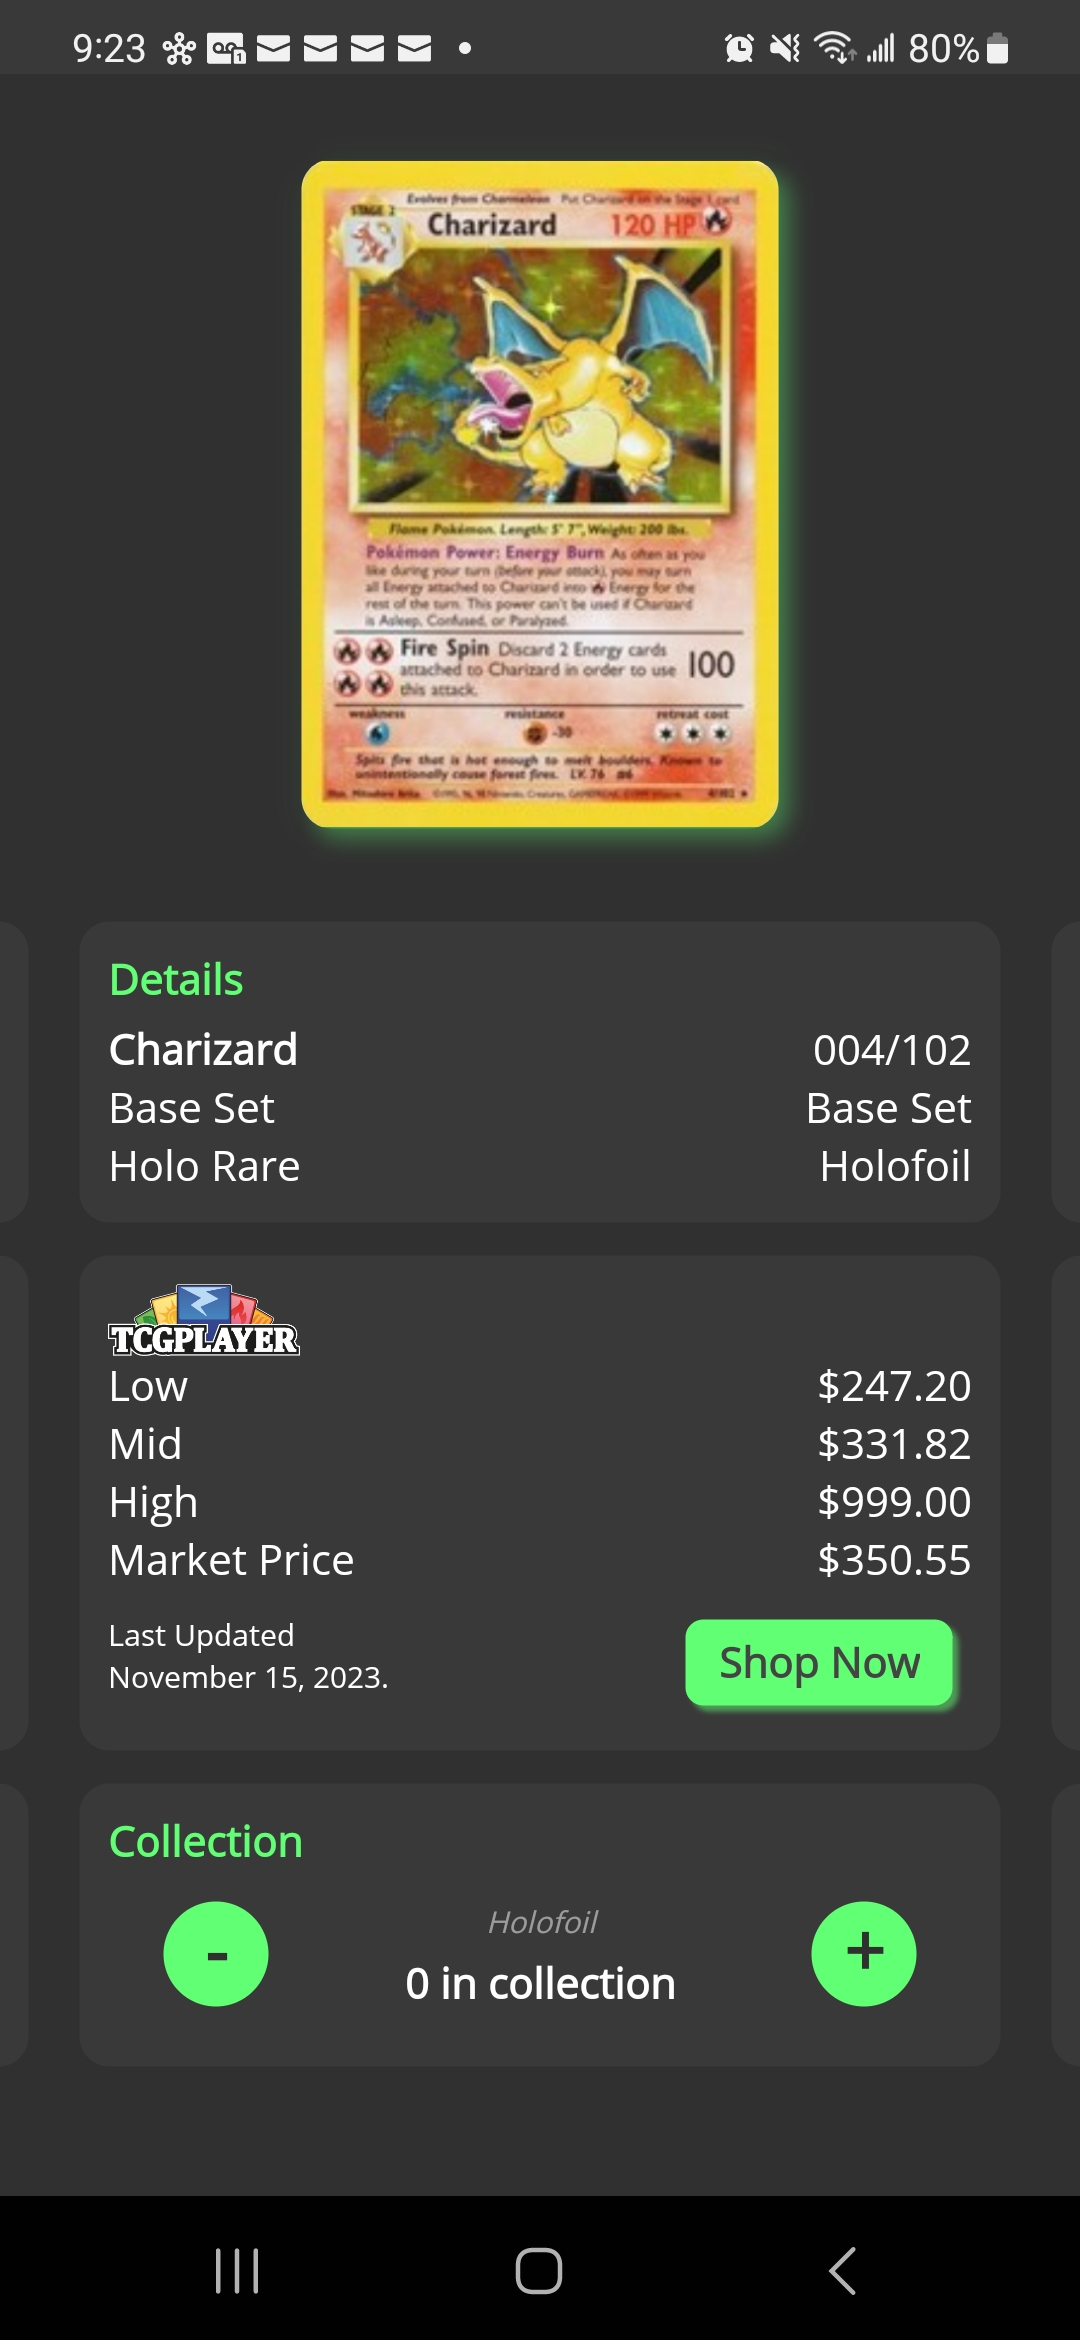 9:23
80%
Evolves from Charmeleon Put Charizard on the Stage 1 card
STAGE 2
Charizard 120 HP
Flame Pokémon. Length: 5' 7", Weight: 200 lbs.
Pokémon Power: Energy Burn As often as you
like during your turn (before your attack), you may turn
all Energy attached to Charizard into Energy for the
rest of the turn. This power can't be used if Charizard
is Asleep, Confused, or Paralyzed.
Fire Spin Discard 2 Energy cards
attached to Charizard in order to use 100
this attack.
weakness resistance retreat cost
-30
Spits fire that is hot enough to melt boulders. Known to
unintentionally cause forest fires. LV. 76 #6
4/102
Details
Charizard 004/102
Base Set Base Set
Holo Rare Holofoil
TCGPLAYER
Low $247.20
Mid $331.82
High $999.00
Market Price $350.55
Last Updated
November 15, 2023.
Shop Now
Collection
Holofoil
- 0 in collection +